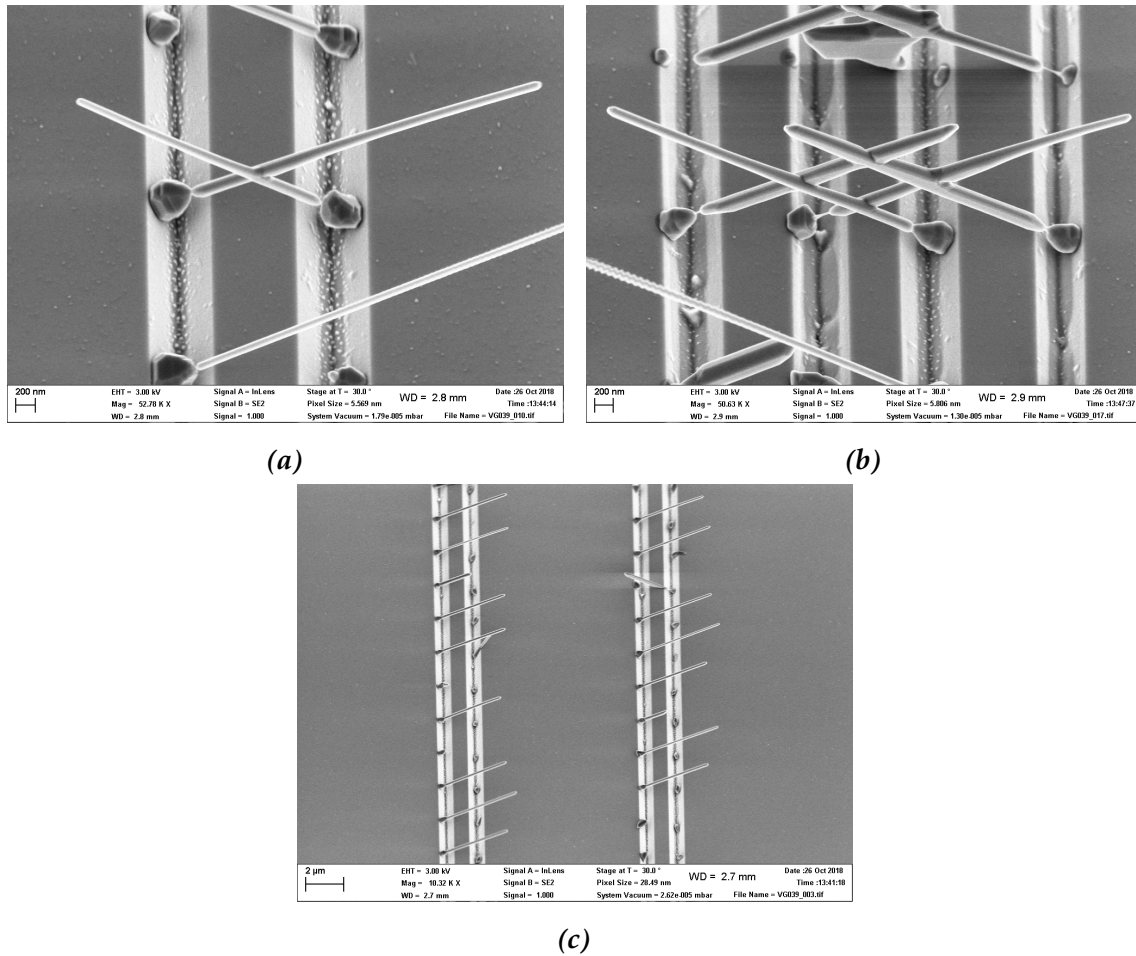 200 nm
EHT = 3.00 kV Signal A = InLens Stage at T = 30.0 ° Date :26 Oct 2018
Mag = 52.78 K X Signal B = SE2 Pixel Size = 5.569 nm WD = 2.8 mm Time :13:44:14
WD = 2.8 mm Signal = 1.000 System Vacuum = 1.79e-005 mbar File Name = VG039_010.tif
(a)
200 nm
EHT = 3.00 kV Signal A = InLens Stage at T = 30.0 ° Date :26 Oct 2018
Mag = 50.63 K X Signal B = SE2 Pixel Size = 5.806 nm WD = 2.9 mm Time :13:47:37
WD = 2.9 mm Signal = 1.000 System Vacuum = 1.30e-005 mbar File Name = VG039_017.tif
(b)
2 µm
EHT = 3.00 kV Signal A = InLens Stage at T = 30.0 ° Date :26 Oct 2018
Mag = 10.32 K X Signal B = SE2 Pixel Size = 28.49 nm WD = 2.7 mm Time :13:41:18
WD = 2.7 mm Signal = 1.000 System Vacuum = 2.62e-005 mbar File Name = VG039_003.tif
(c)